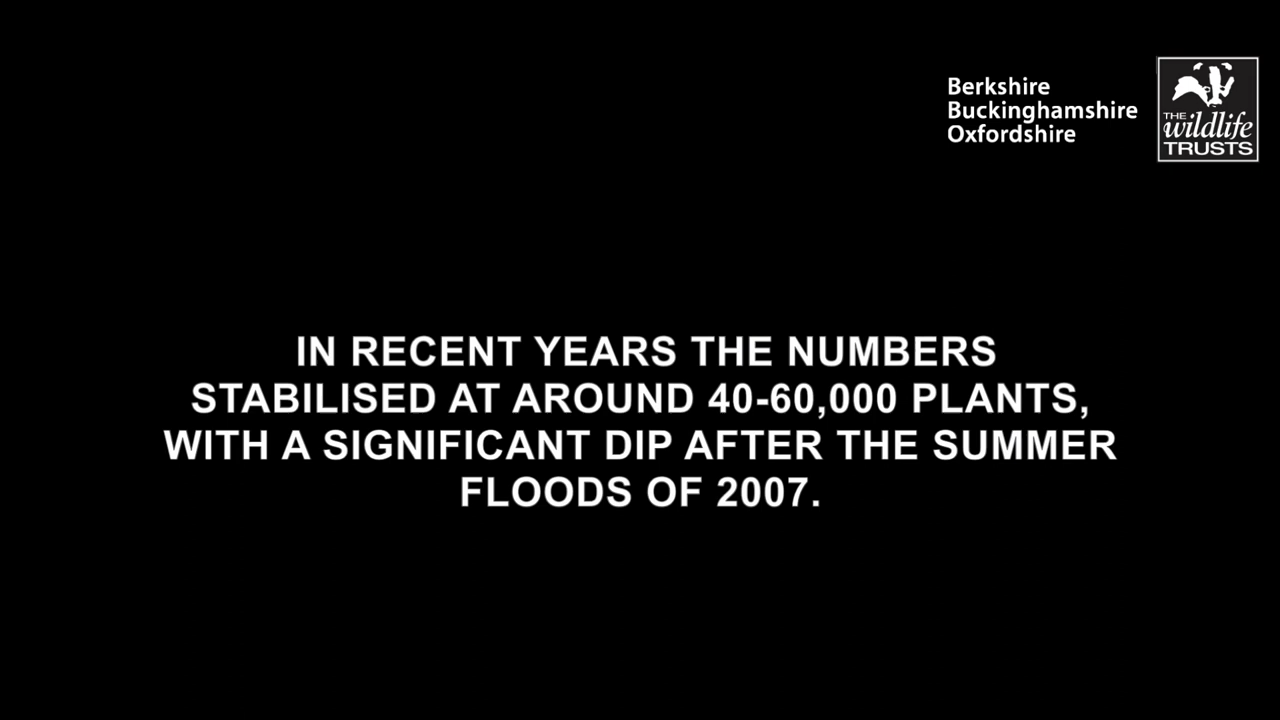 Berkshire
Buckinghamshire
Oxfordshire
THE
wildlife
TRUSTS
IN RECENT YEARS THE NUMBERS
STABILISED AT AROUND 40-60,000 PLANTS,
WITH A SIGNIFICANT DIP AFTER THE SUMMER
FLOODS OF 2007.